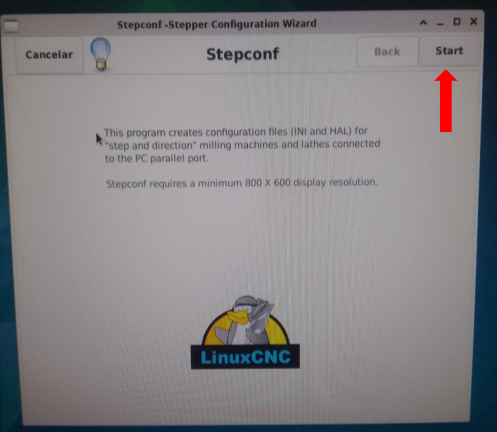 Stepconf -Stepper Configuration Wizard
Cancelar
Stepconf
Back
Start
This program creates configuration files (INI and HAL) for
"step and direction" milling machines and lathes connected
to the PC parallel port.
Stepconf requires a minimum 800 X 600 display resolution.
LinuxCNC